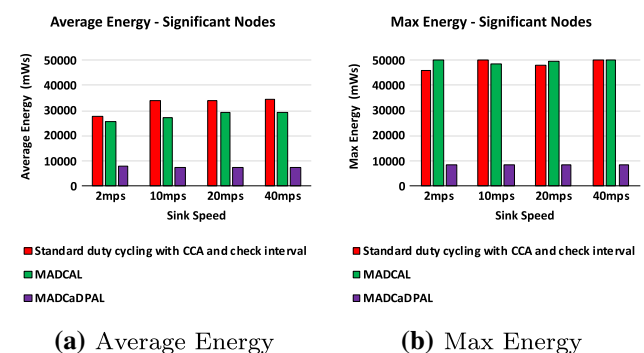 Average Energy - Significant Nodes
Average Energy (mWs)
50000
40000
30000
20000
10000
0
2mps 10mps 20mps 40mps
Sink Speed
Standard duty cycling with CCA and check interval
MADCAL
MADCaDPAL
(a) Average Energy
Max Energy - Significant Nodes
Max Energy (mWs)
50000
40000
30000
20000
10000
0
2mps 10mps 20mps 40mps
Sink Speed
Standard duty cycling with CCA and check interval
MADCAL
MADCaDPAL
(b) Max Energy